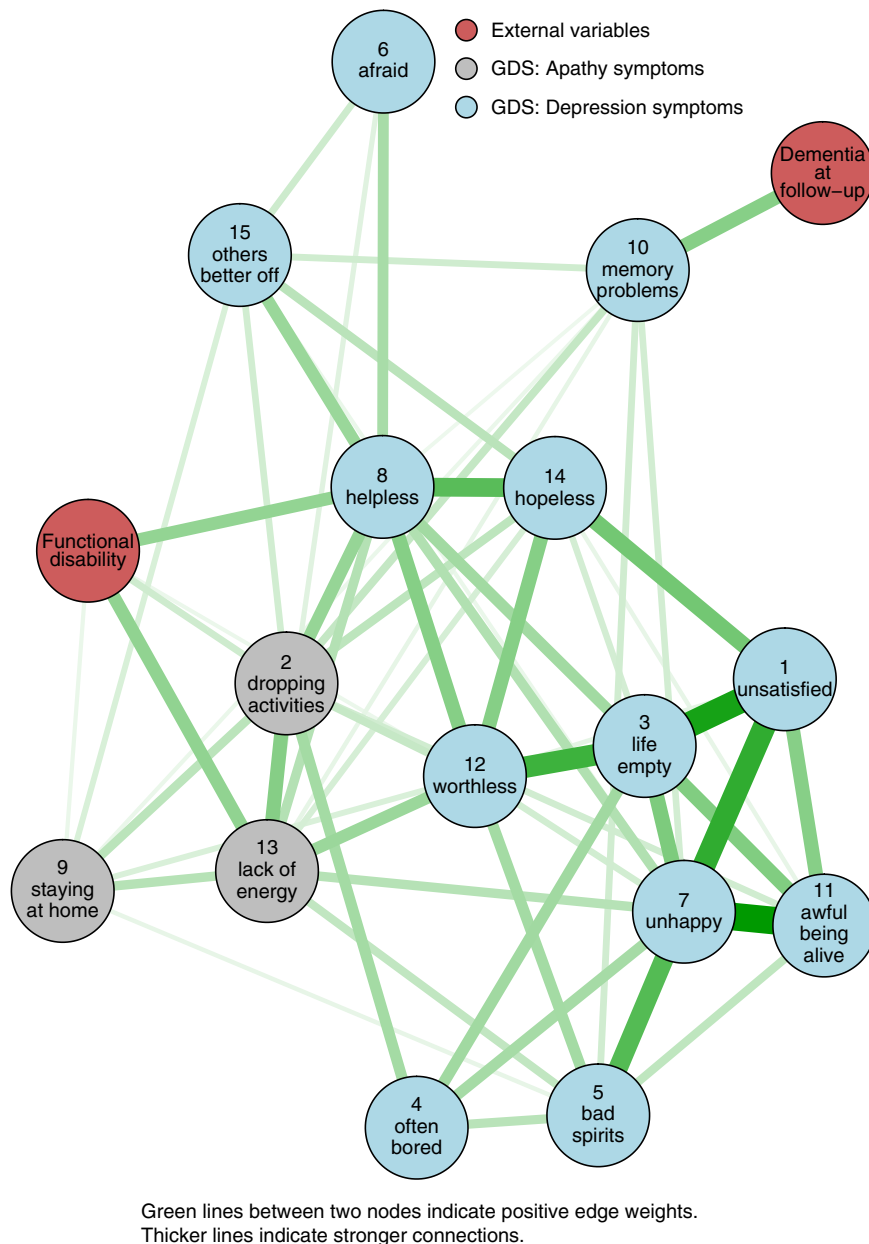 6
afraid
External variables
GDS: Apathy symptoms
GDS: Depression symptoms
Dementia
at
follow−up
15
others
better off
10
memory
problems
8
helpless
14
hopeless
Functional
disability
2
dropping
activities
1
unsatisfied
3
life
empty
12
worthless
13
lack of
energy
9
staying
at home
7
unhappy
11
awful
being
alive
4
often
bored
5
bad
spirits
Green lines between two nodes indicate positive edge weights.
Thicker lines indicate stronger connections.